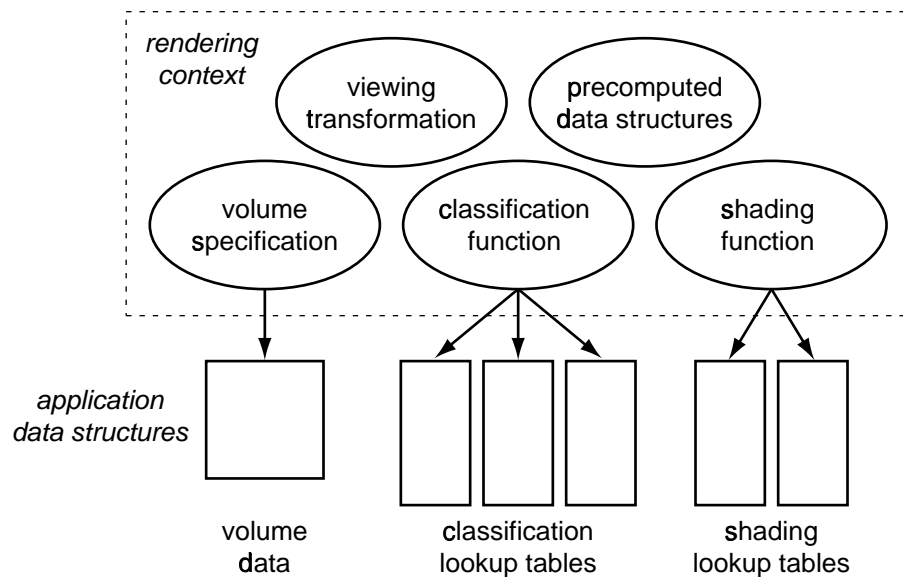 rendering
context
viewing
transformation
precomputed
data structures
volume
specification
classification
function
shading
function
application
data structures
volume
data
classification
lookup tables
shading
lookup tables